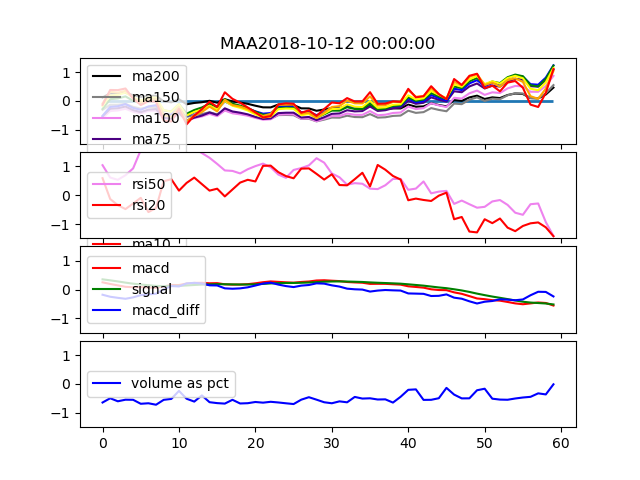 MAA2018-10-12 00:00:00
1
0
−1
ma200
ma150
ma100
ma75
1
0
−1
rsi50
rsi20
ma10
1
0
−1
macd
signal
macd_diff
1
0
−1
volume as pct
0 10 20 30 40 50 60